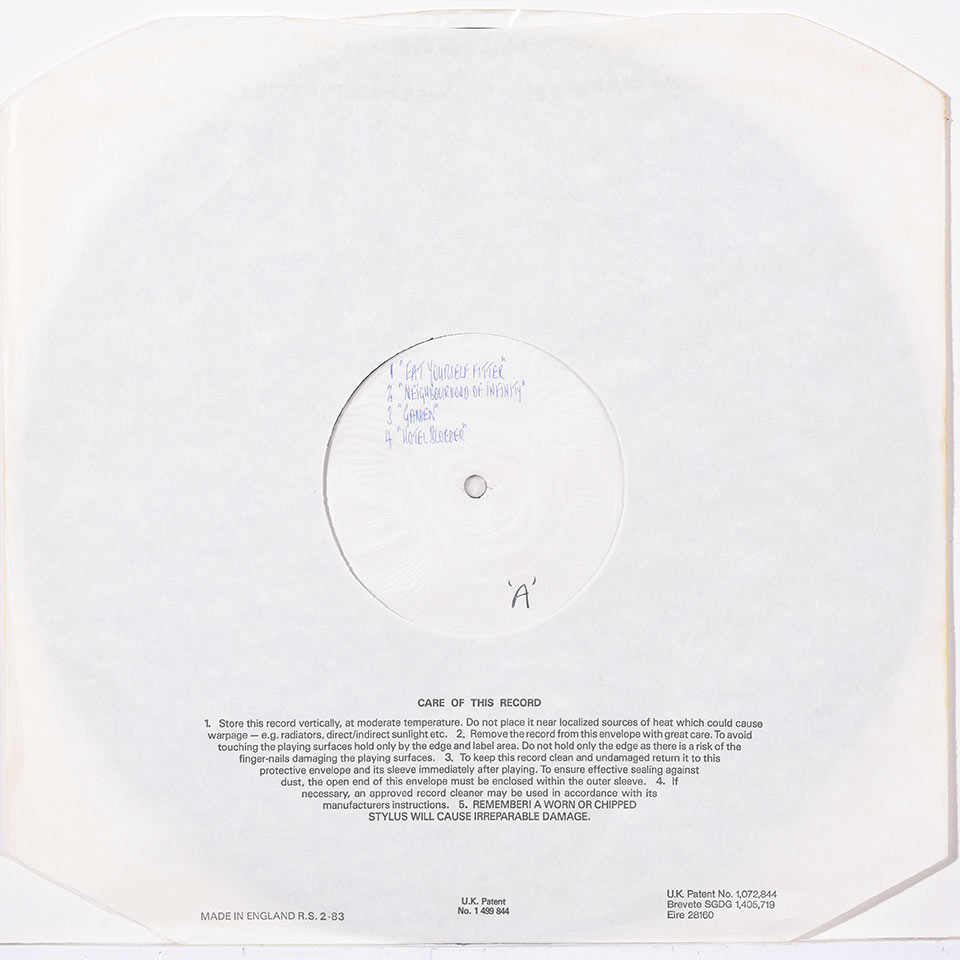 1 "EAT YOURSELF FITTER"
2 "NEIGHBOURHOOD OF INFINITY"
3 "GARDEN"
4 "HOTEL BLOEDEL"
'A'
CARE OF THIS RECORD
1. Store this record vertically, at moderate temperature. Do not place it near localized sources of heat which could cause
warpage — e.g. radiators, direct/indirect sunlight etc. 2. Remove the record from this envelope with great care. To avoid
touching the playing surfaces hold only by the edge and label area. Do not hold only the edge as there is a risk of the
finger-nails damaging the playing surfaces. 3. To keep this record clean and undamaged return it to this
protective envelope and its sleeve immediately after playing. To ensure effective sealing against
dust, the open end of this envelope must be enclosed within the outer sleeve. 4. If
necessary, an approved record cleaner may be used in accordance with its
manufacturers instructions. 5. REMEMBER! A WORN OR CHIPPED
STYLUS WILL CAUSE IRREPARABLE DAMAGE.
MADE IN ENGLAND R.S. 2-83
U.K. Patent
No. 1 499 844
U.K. Patent No. 1,072,844
Brevete SGDG 1,405,719
Eire 28160